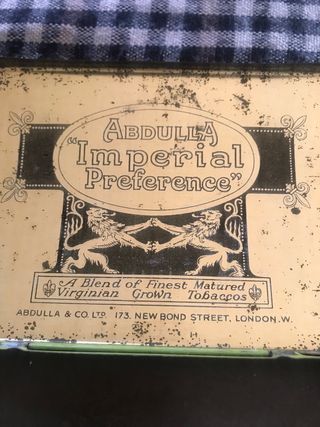 ABDULLA
"Imperial
Preference"
A Blend of Finest Matured
Virginian Grown Tobaccos
ABDULLA & CO. LTD. 173. NEW BOND STREET, LONDON. W.